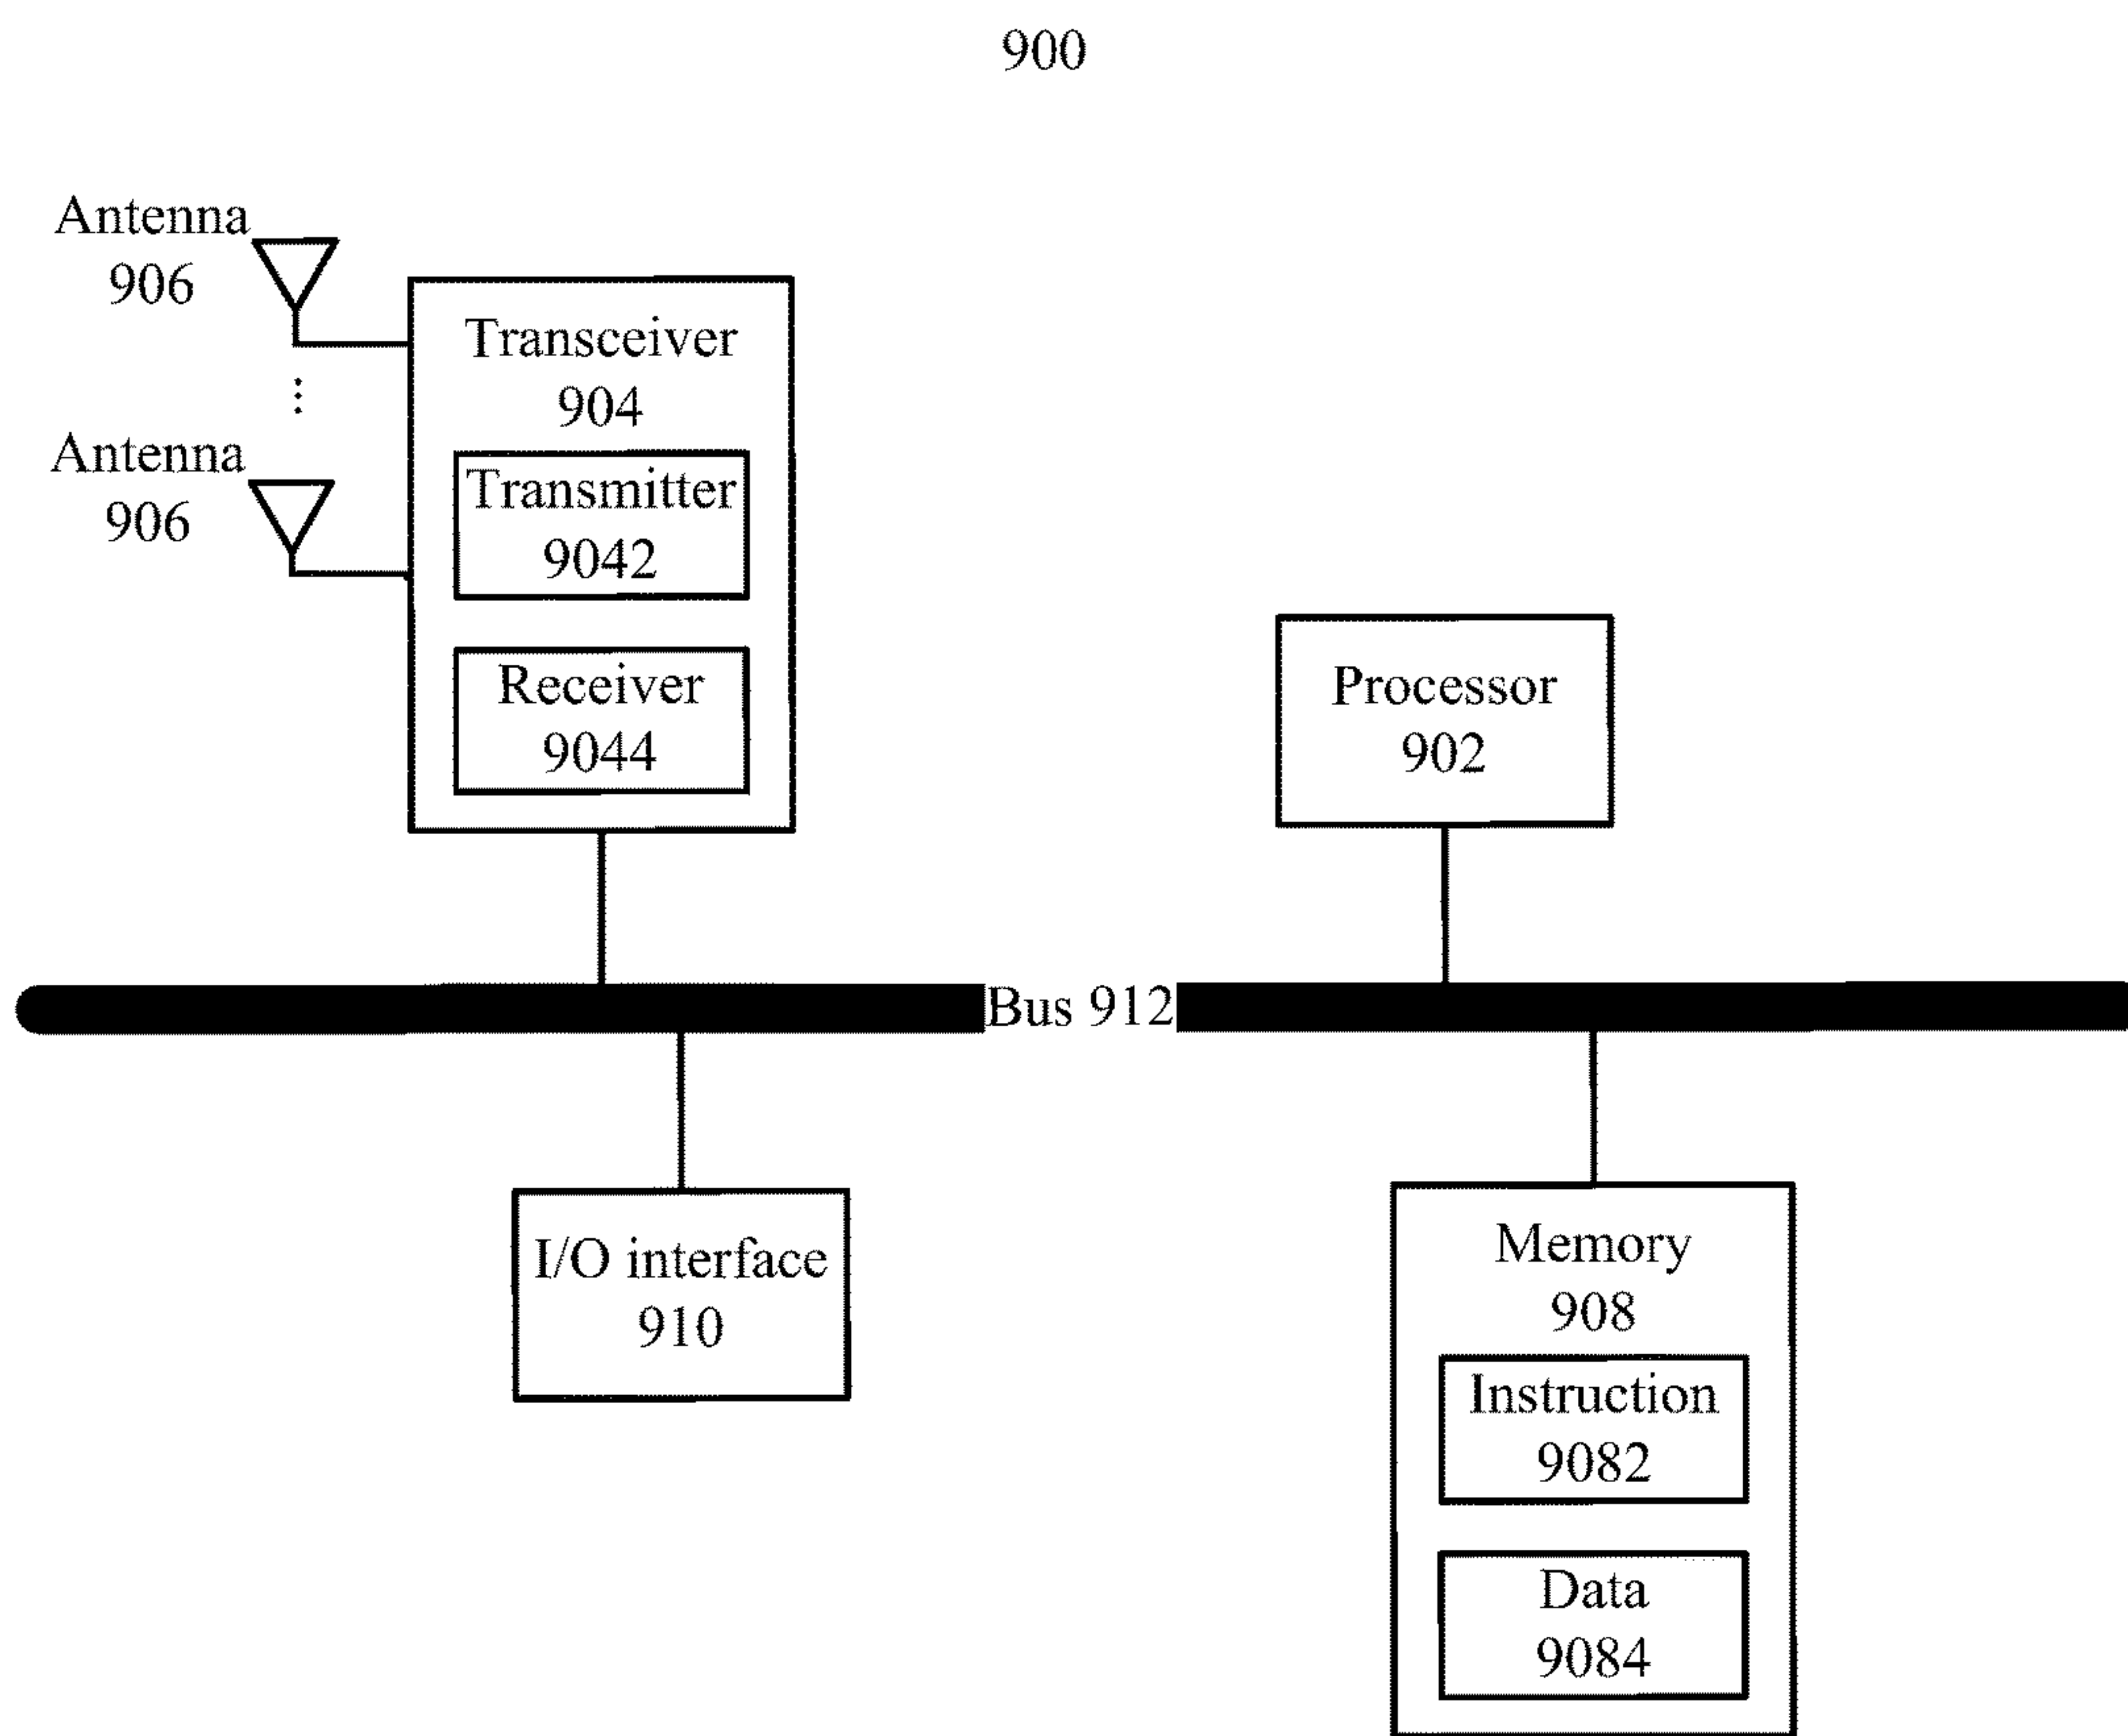 900
Antenna
906
⋮
Antenna
906
Transceiver
904
Transmitter
9042
Receiver
9044
Processor
902
Bus 912
I/O interface
910
Memory
908
Instruction
9082
Data
9084